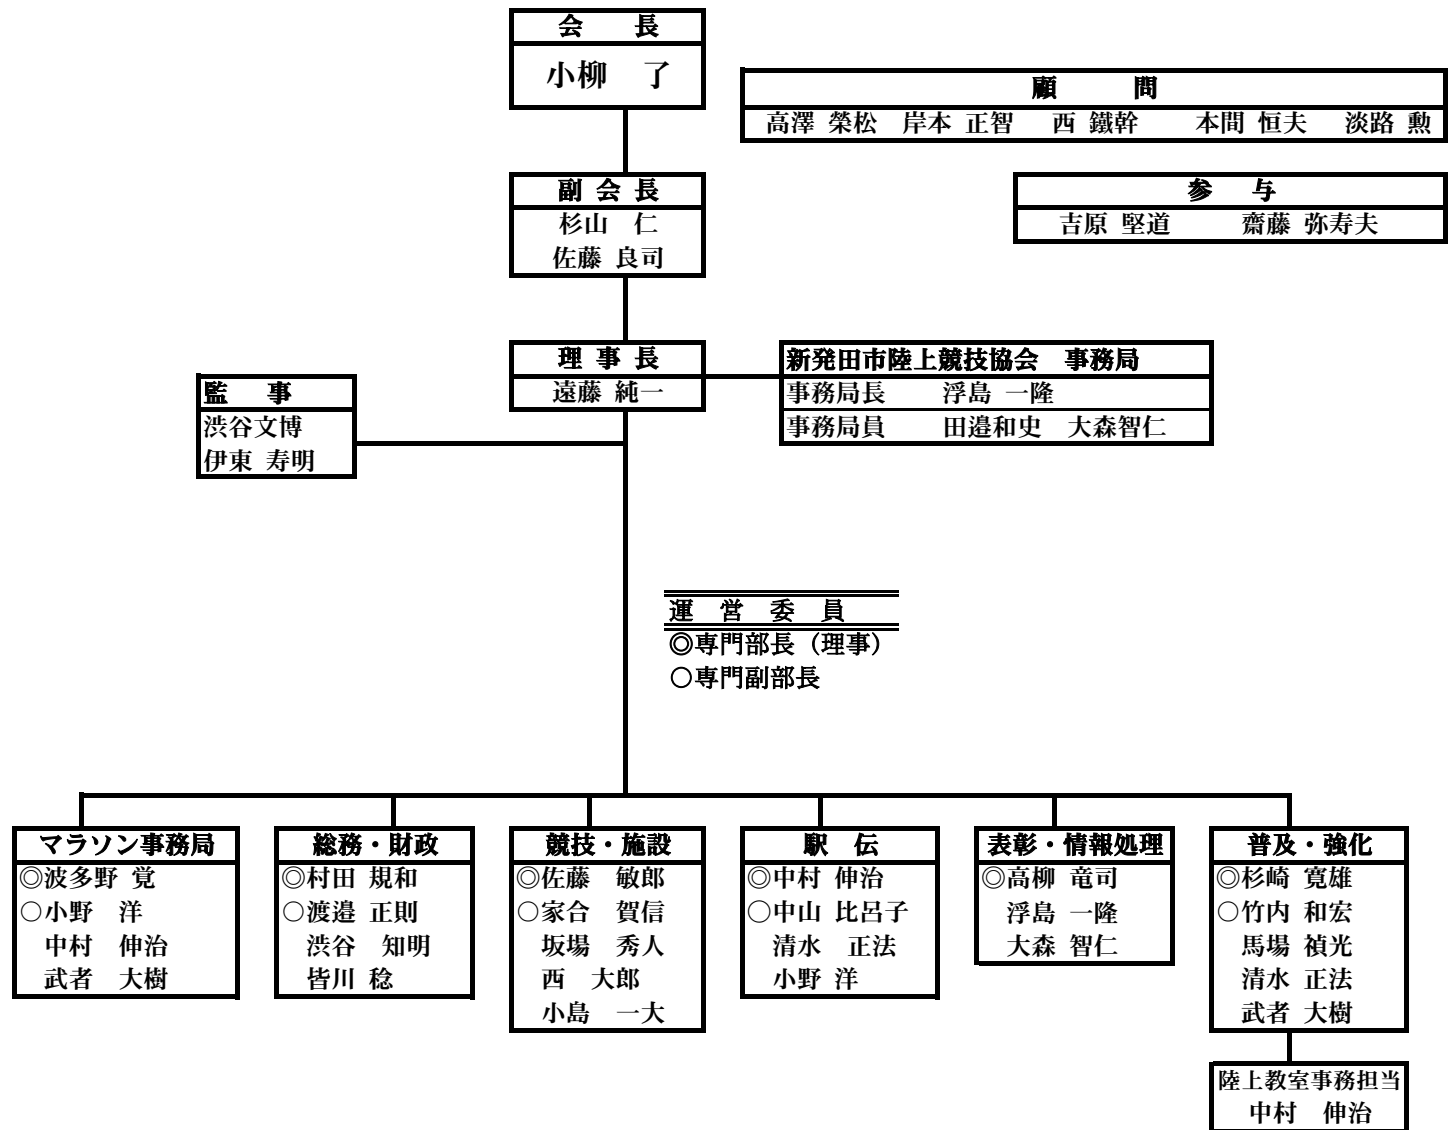 会　　長
小柳　了
顧　　　問
高澤 榮松　岸本 正智　西 鐵幹　本間 恒夫　淡路 勲
副 会 長
杉山　仁
佐藤 良司
参　与
吉原 堅道　齋藤 弥寿夫
理 事 長
遠藤 純一
新発田市陸上競技協会　事務局
事務局長　浮島 一隆
事務局員　田邉和史　大森智仁
監　事
渋谷文博
伊東 寿明
運　営　委　員
◎専門部長（理事）
○専門副部長
マラソン事務局
◎波多野 覚
○小野　洋
中村　伸治
武者　大樹
総務・財政
◎村田 規和
○渡邉 正則
渋谷　知明
皆川 稔
競技・施設
◎佐藤　敏郎
○家合　賀信
坂場　秀人
西　大郎
小島　一大
駅　伝
◎中村 伸治
○中山 比呂子
清水　正法
小野 洋
表彰・情報処理
◎高柳 竜司
浮島 一隆
大森 智仁
普及・強化
◎杉崎 寛雄
○竹内 和宏
馬場 禎光
清水 正法
武者 大樹
陸上教室事務担当
中村　伸治